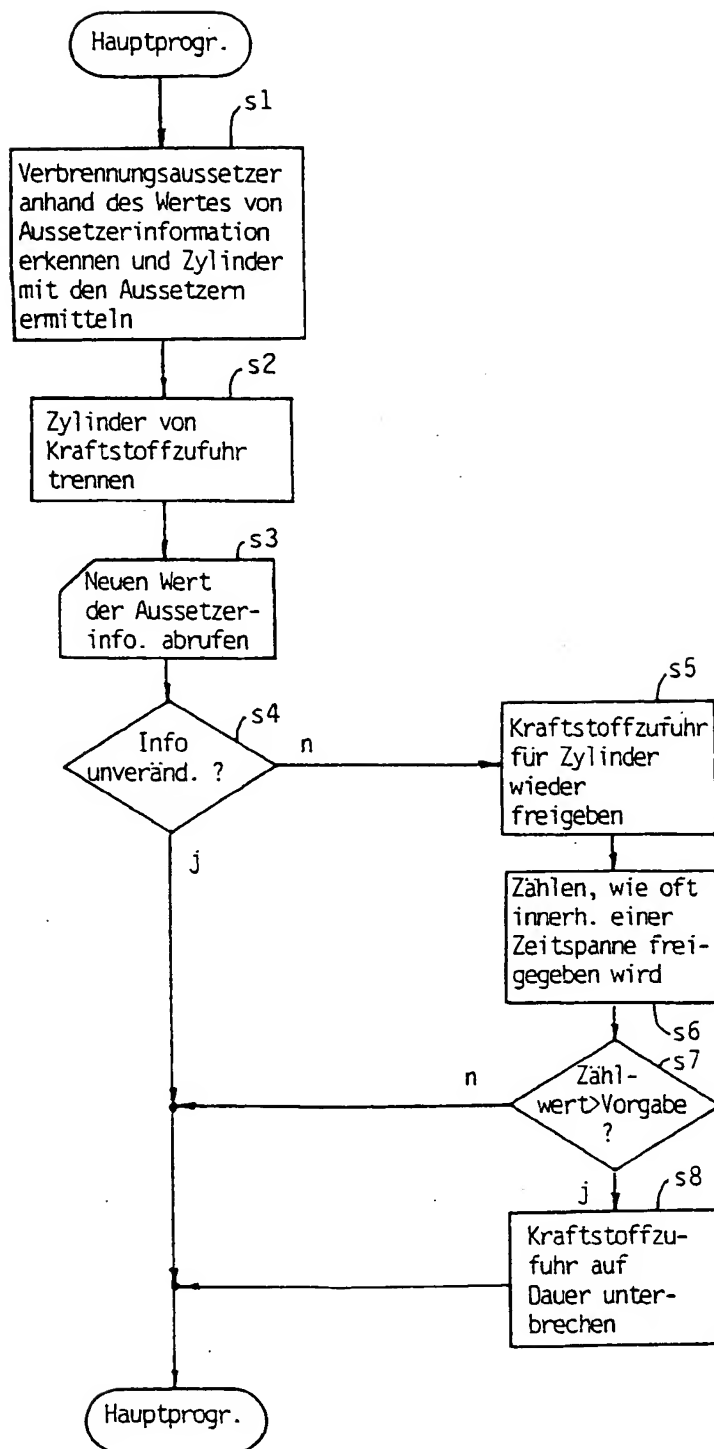 Hauptprogr.
s1
Verbrennungsaussetzer
anhand des Wertes von
Aussetzerinformation
erkennen und Zylinder
mit den Aussetzern
ermitteln
s2
Zylinder von
Kraftstoffzufuhr
trennen
s3
Neuen Wert
der Aussetzer-
info. abrufen
s4
Info
unveränd. ?
n
j
s5
Kraftstoffzufuhr
für Zylinder
wieder
freigeben
Zählen, wie oft
innerh. einer
Zeitspanne frei-
gegeben wird
s6
s7
Zähl-
wert>Vorgabe
?
n
j
s8
Kraftstoffzu-
fuhr auf
Dauer unter-
brechen
Hauptprogr.